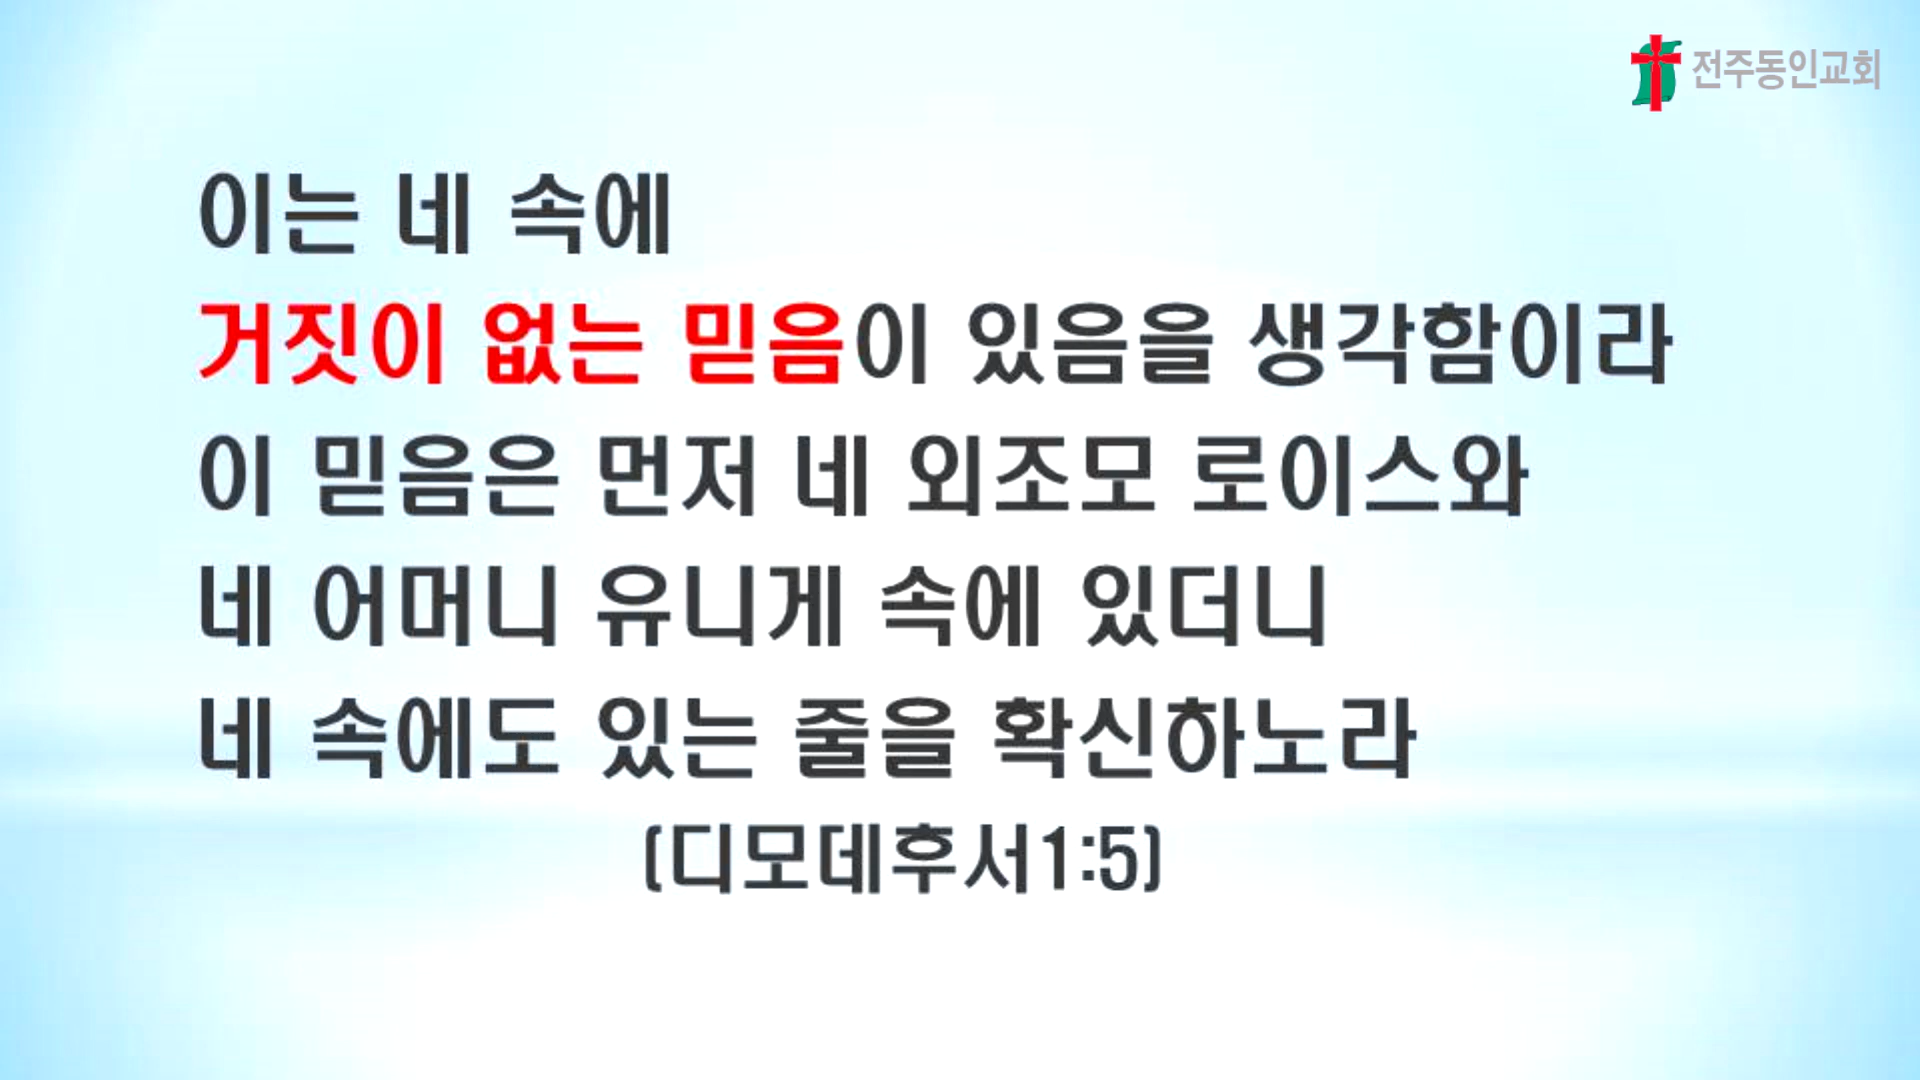 전주동인교회
이는 네 속에
거짓이 없는 믿음이 있음을 생각함이라
이 믿음은 먼저 네 외조모 로이스와
네 어머니 유니게 속에 있더니
네 속에도 있는 줄을 확신하노라
(디모데후서1:5)